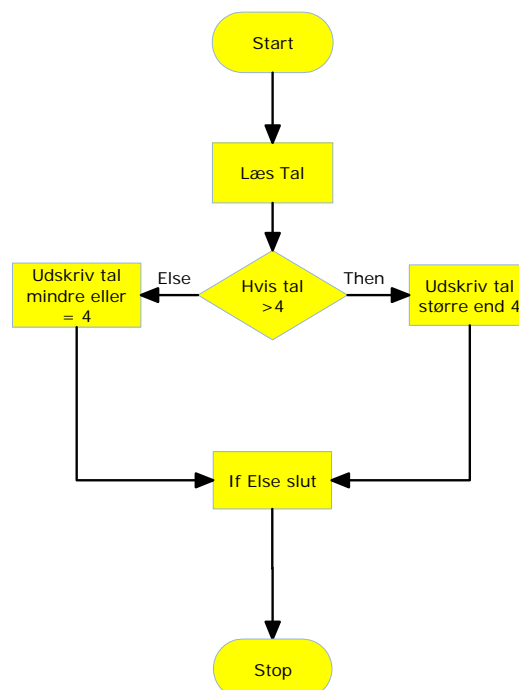 Start
Læs Tal
Else
Then
Udskriv tal
mindre eller
= 4
Hvis tal
>4
Udskriv tal
større end 4
If Else slut
Stop